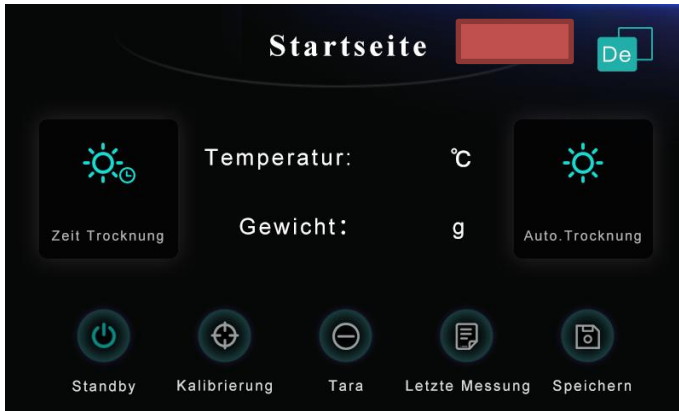 Startseite
De
Temperatur: ℃
Zeit Trocknung
Gewicht: g
Auto.Trocknung
Standby
Kalibrierung
Tara
Letzte Messung
Speichern